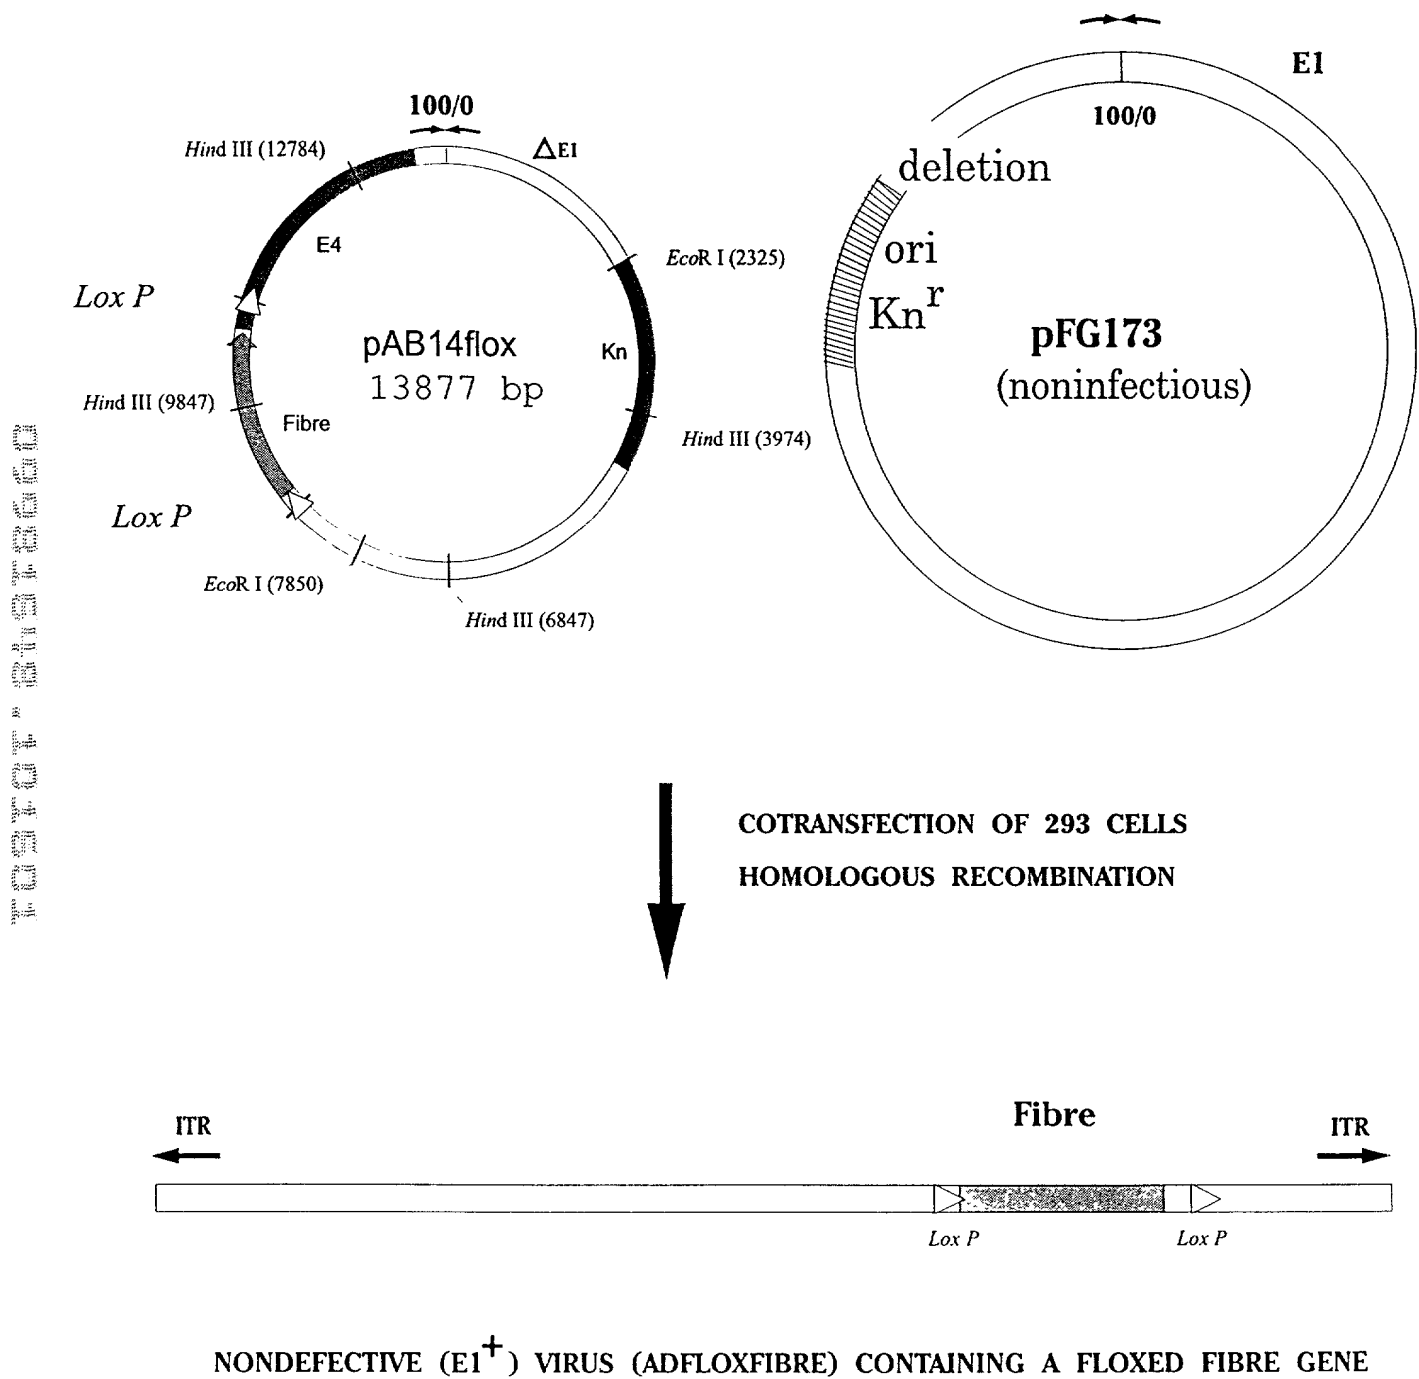 100/0
Hind III (12784)
ΔE1
E4
EcoR I (2325)
Lox P
pAB14flox
13877 bp
Kn
Hind III (9847)
Fibre
Hind III (3974)
Lox P
EcoR I (7850)
Hind III (6847)
E1
100/0
deletion
ori
Knʳ
pFG173
(noninfectious)
COTRANSFECTION OF 293 CELLS
HOMOLOGOUS RECOMBINATION
Fibre
ITR
ITR
Lox P
Lox P
NONDEFECTIVE (E1⁺) VIRUS (ADFLOXFIBRE) CONTAINING A FLOXED FIBRE GENE